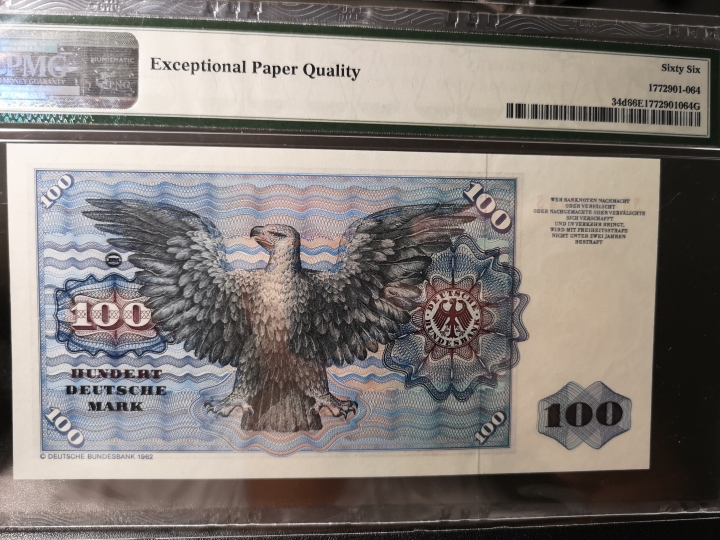 PMG
NUMISMATIC
Exceptional Paper Quality
Sixty Six
1772901-064
34d66E1772901064G
100
100
WER BANKNOTEN NACHMACHT
ODER VERFÄLSCHT
ODER NACHGEMACHTE ODER VERFÄLSCHTE
SICH VERSCHAFFT
UND IN VERKEHR BRINGT,
WIRD MIT FREIHEITSSTRAFE
NICHT UNTER ZWEI JAHREN
BESTRAFT
100
DEUTSCHE
BUNDESBANK
HUNDERT
DEUTSCHE
MARK
100
100
100
© DEUTSCHE BUNDESBANK 1962